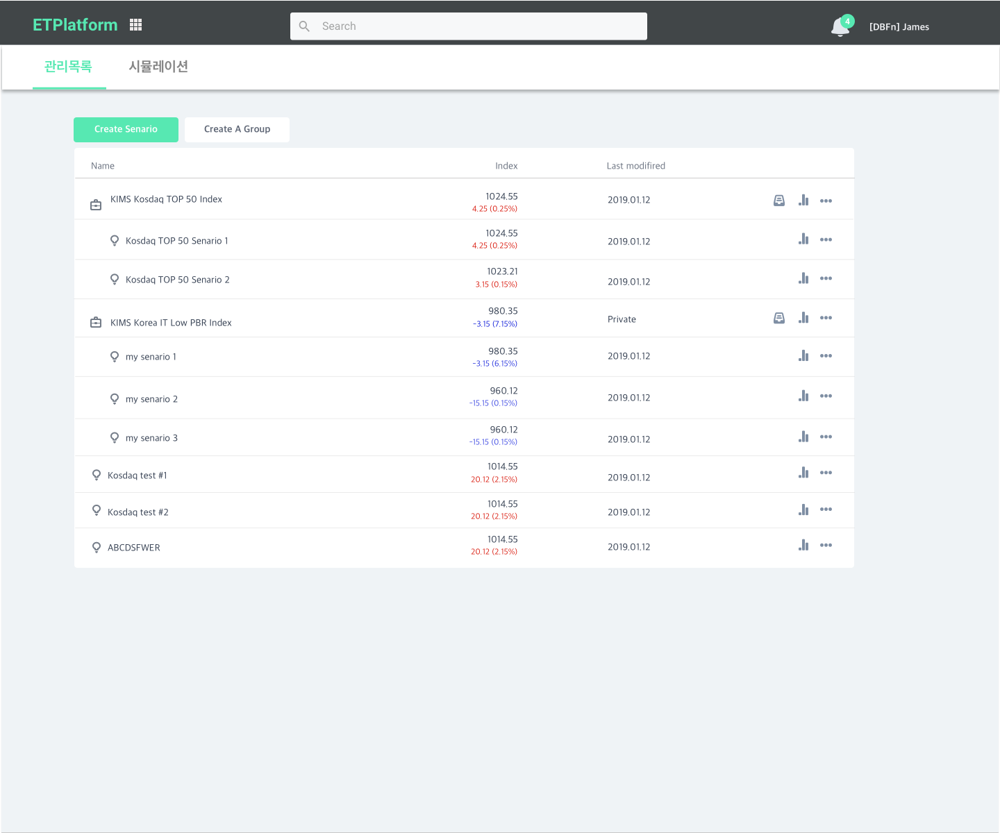 ETPlatform
Search
4
[DBFn] James
관리목록 시뮬레이션
Create Senario Create A Group
Name Index Last modifired
KIMS Kosdaq TOP 50 Index 1024.55 2019.01.12
4.25 (0.25%)
Kosdaq TOP 50 Senario 1 1024.55 2019.01.12
4.25 (0.25%)
Kosdaq TOP 50 Senario 2 1023.21 2019.01.12
3.15 (0.15%)
KIMS Korea IT Low PBR Index 980.35 Private
-3.15 (7.15%)
my senario 1 980.35 2019.01.12
-3.15 (6.15%)
my senario 2 960.12 2019.01.12
-15.15 (0.15%)
my senario 3 960.12 2019.01.12
-15.15 (0.15%)
Kosdaq test #1 1014.55 2019.01.12
20.12 (2.15%)
Kosdaq test #2 1014.55 2019.01.12
20.12 (2.15%)
ABCDSFWER 1014.55 2019.01.12
20.12 (2.15%)